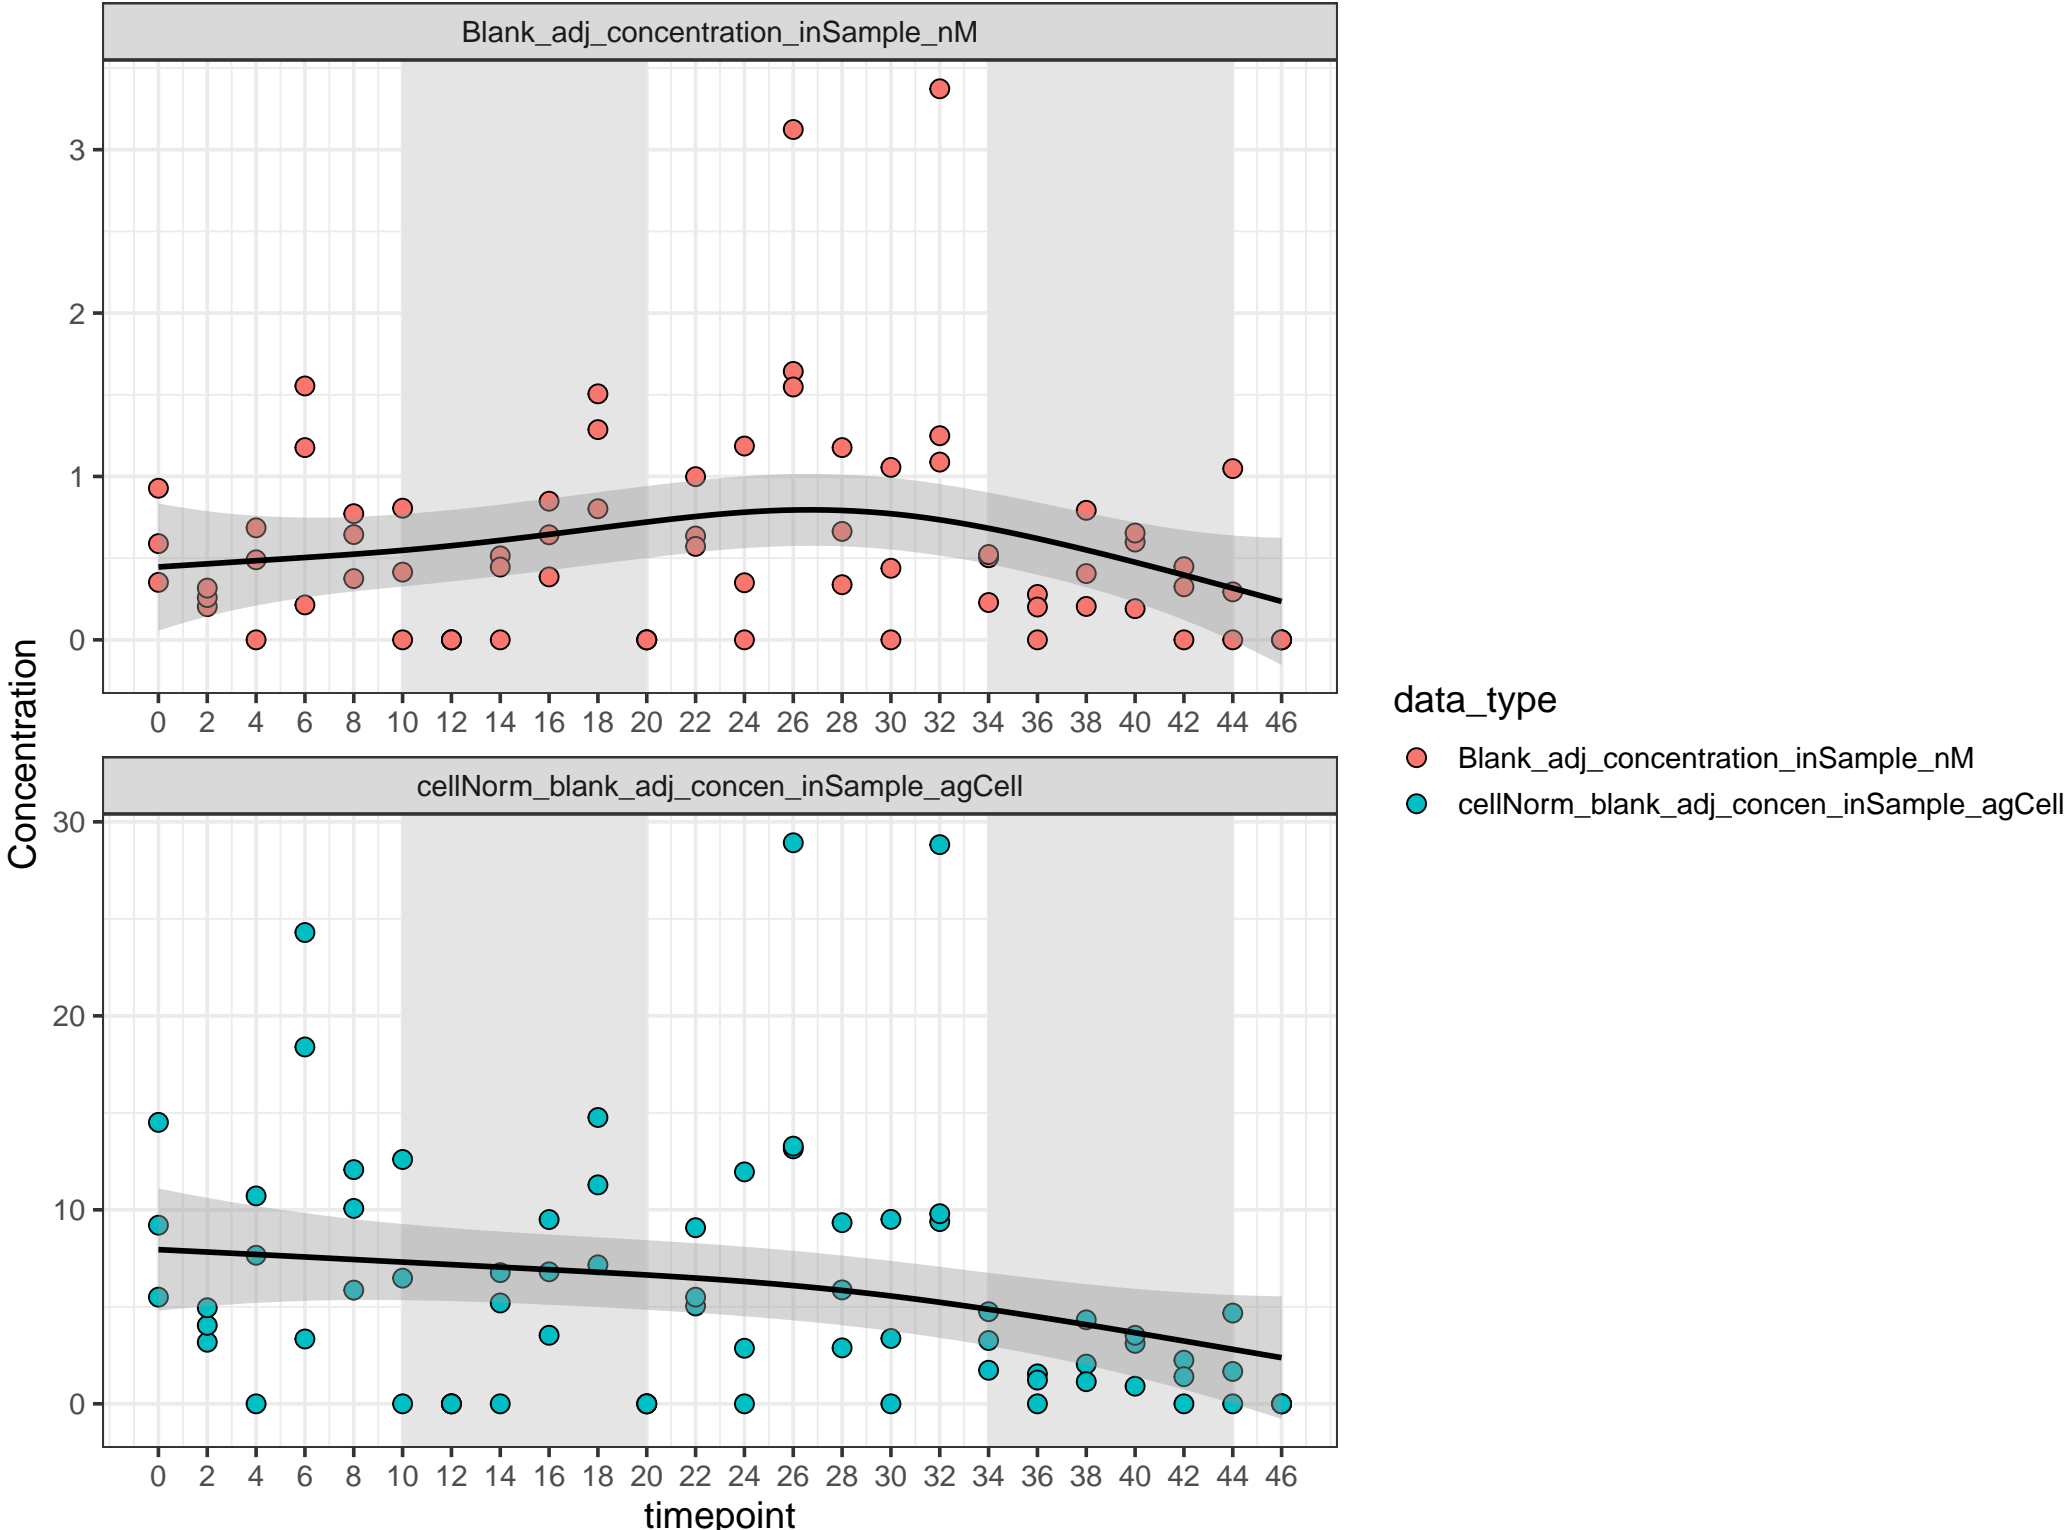 Blank_adj_concentration_inSample_nM
3
2
1
0
0 2 4 6 8 10 12 14 16 18 20 22 24 26 28 30 32 34 36 38 40 42 44 46
Concentration
cellNorm_blank_adj_concen_inSample_agCell
30
20
10
0
0 2 4 6 8 10 12 14 16 18 20 22 24 26 28 30 32 34 36 38 40 42 44 46
timepoint
data_type
Blank_adj_concentration_inSample_nM
cellNorm_blank_adj_concen_inSample_agCell